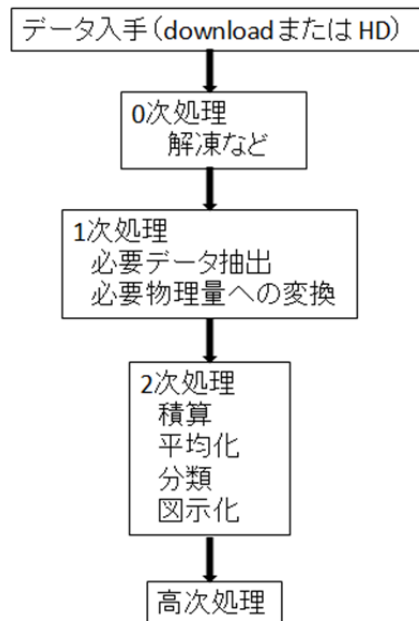 データ入手(downloadまたはHD)
0次処理
解凍など
1次処理
必要データ抽出
必要物理量への変換
2次処理
積算
平均化
分類
図示化
高次処理